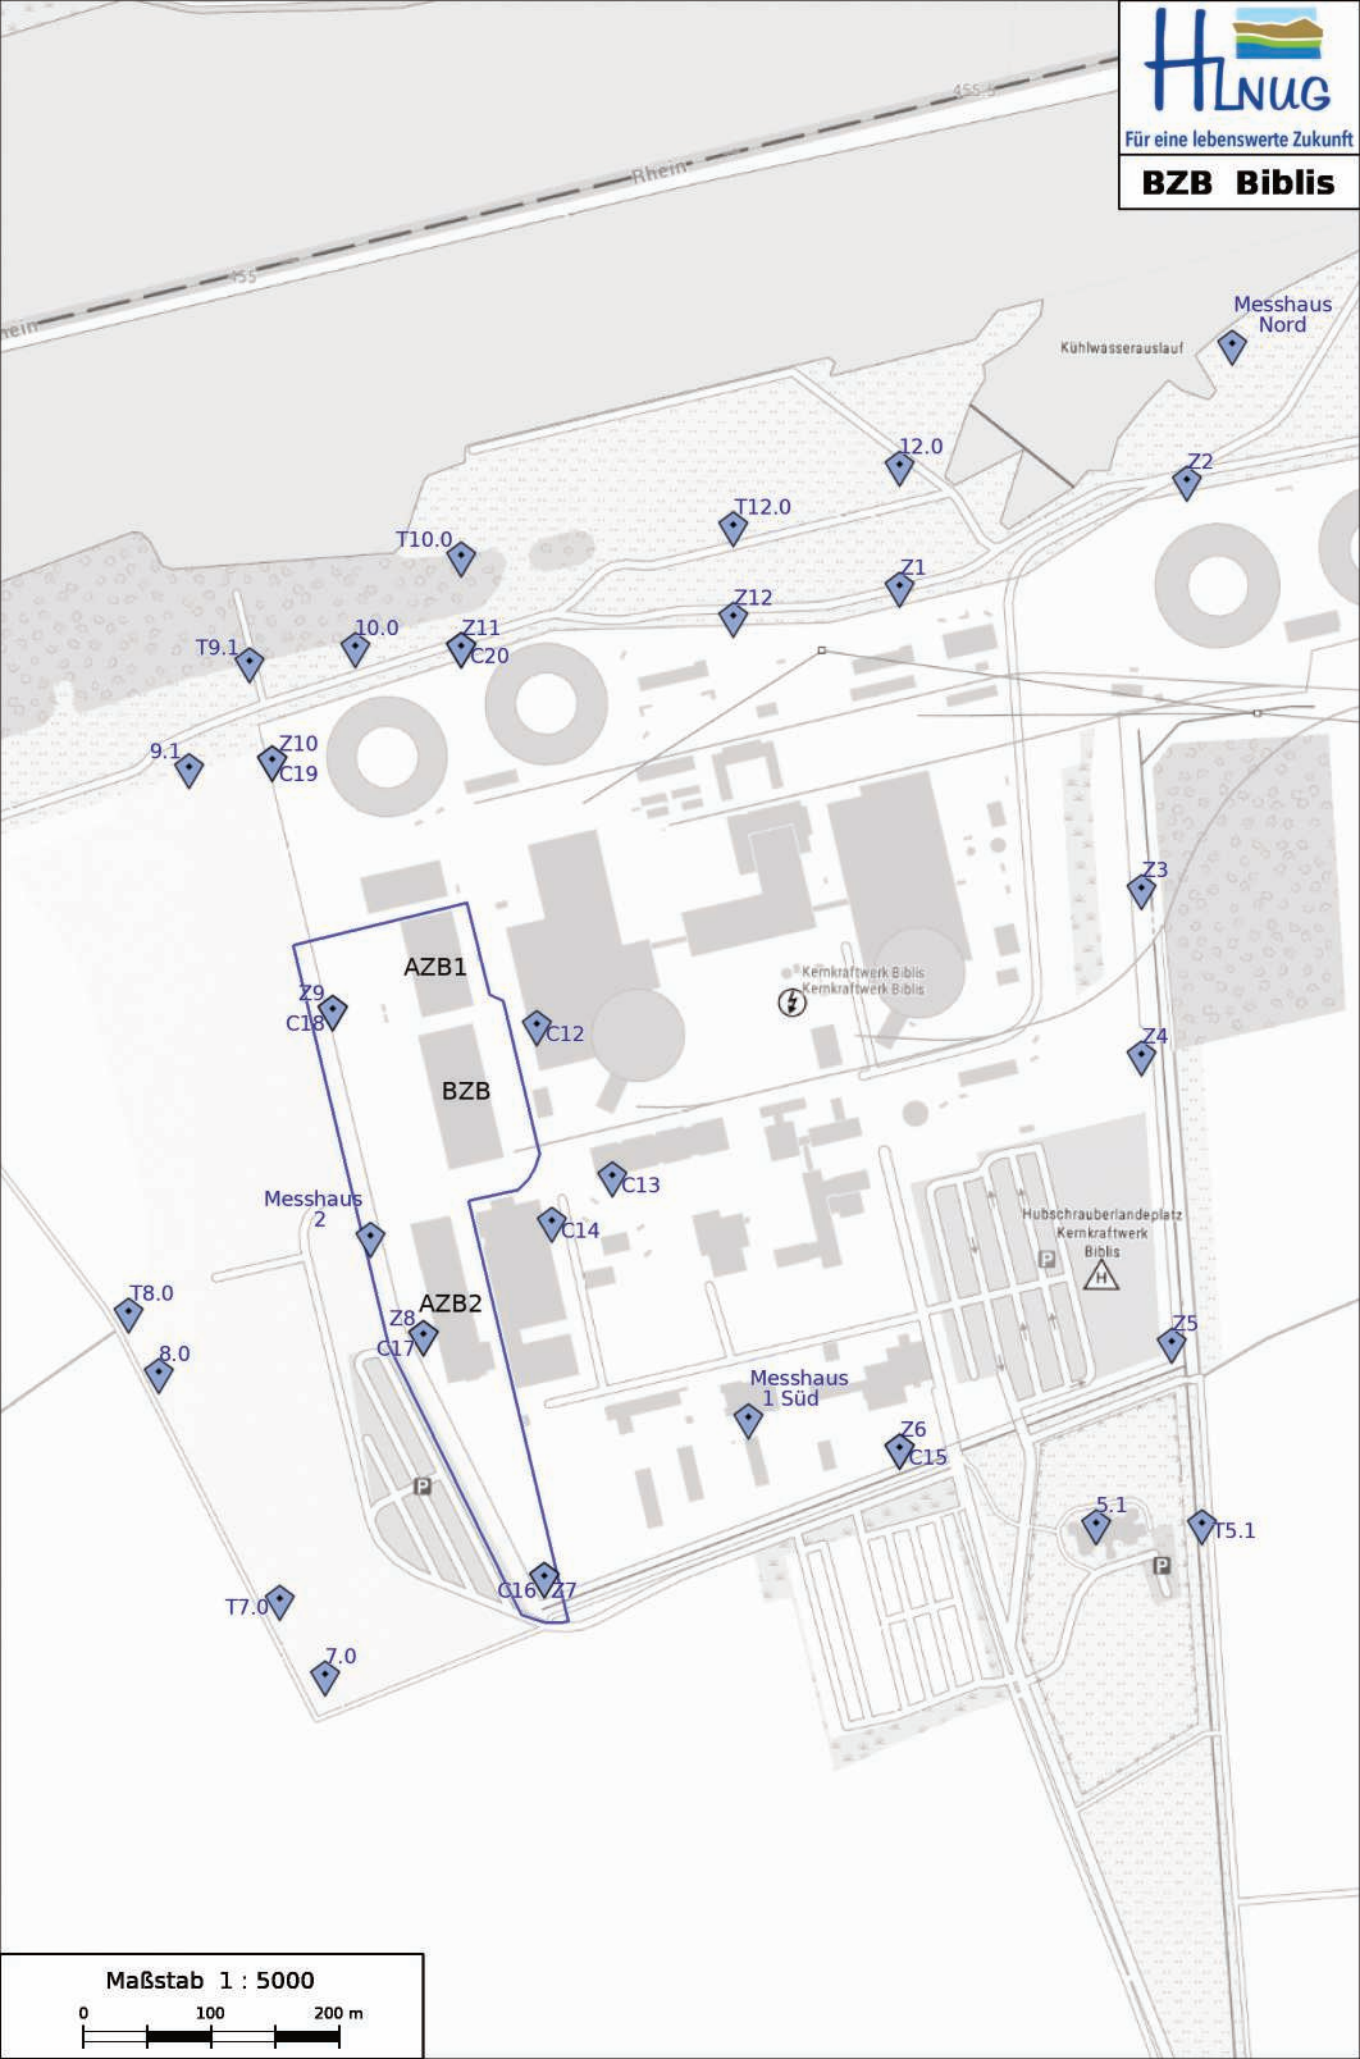 HLNUG
Für eine lebenswerte Zukunft
BZB Biblis
455.5
Rhein
455
Messhaus
Nord
Kühlwasserauslauf
12.0
Z2
T12.0
T10.0
Z1
Z12
10.0
Z11
T9.1
C20
Z10
9.1
C19
Z3
AZB1
Kernkraftwerk Biblis
Kernkraftwerk Biblis
Z9
C18
C12
Z4
BZB
C13
Messhaus
2
Hubschrauberlandeplatz
Kernkraftwerk
Biblis
H
P
C14
T8.0
AZB2
Z8
C17
Z5
8.0
Messhaus
1 Süd
Z6
C15
P
5.1
T5.1
P
C16
Z7
T7.0
7.0
Maßstab 1 : 5000
0 100 200 m